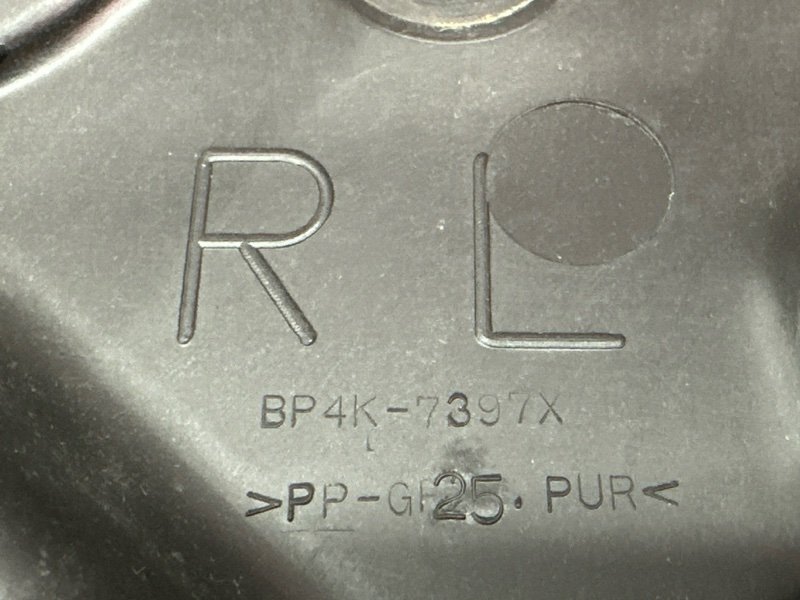 R L
BP4K-7397X
>PP-GF25. PUR<